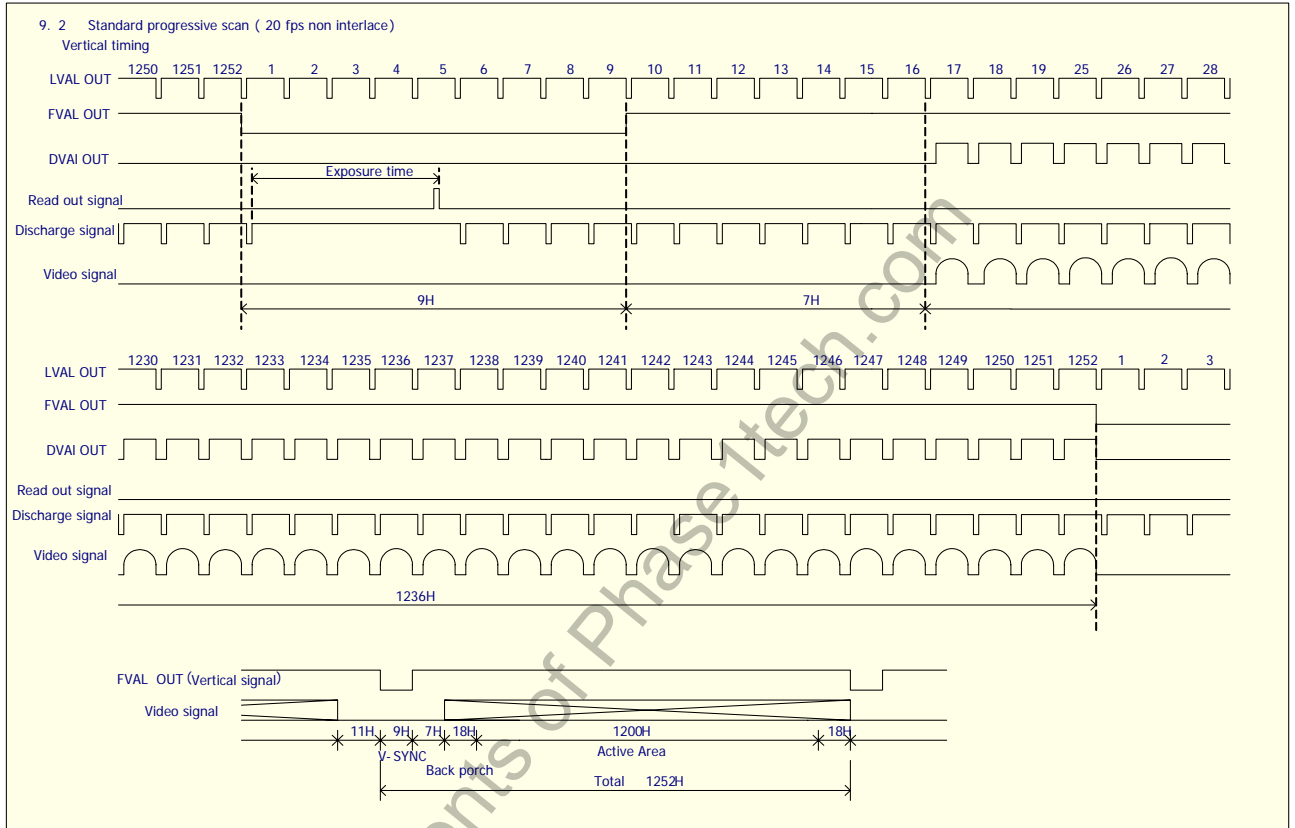 9. 2 Standard progressive scan ( 20 fps non interlace)
Vertical timing
1250 1251 1252 1 2 3 4 5 6 7 8 9 10 11 12 13 14 15 16 17 18 19 25 26 27 28
LVAL OUT
FVAL OUT
DVAl OUT
Exposure time
Read out signal
Discharge signal
Video signal
9H 7H
1230 1231 1232 1233 1234 1235 1236 1237 1238 1239 1240 1241 1242 1243 1244 1245 1246 1247 1248 1249 1250 1251 1252 1 2 3
LVAL OUT
FVAL OUT
DVAl OUT
Read out signal
Discharge signal
Video signal
1236H
FVAL OUT (Vertical signal)
Video signal
11H 9H 7H 18H 1200H 18H
V- SYNC Active Area
Back porch
Total 1252H
nts of Phase1tech.com